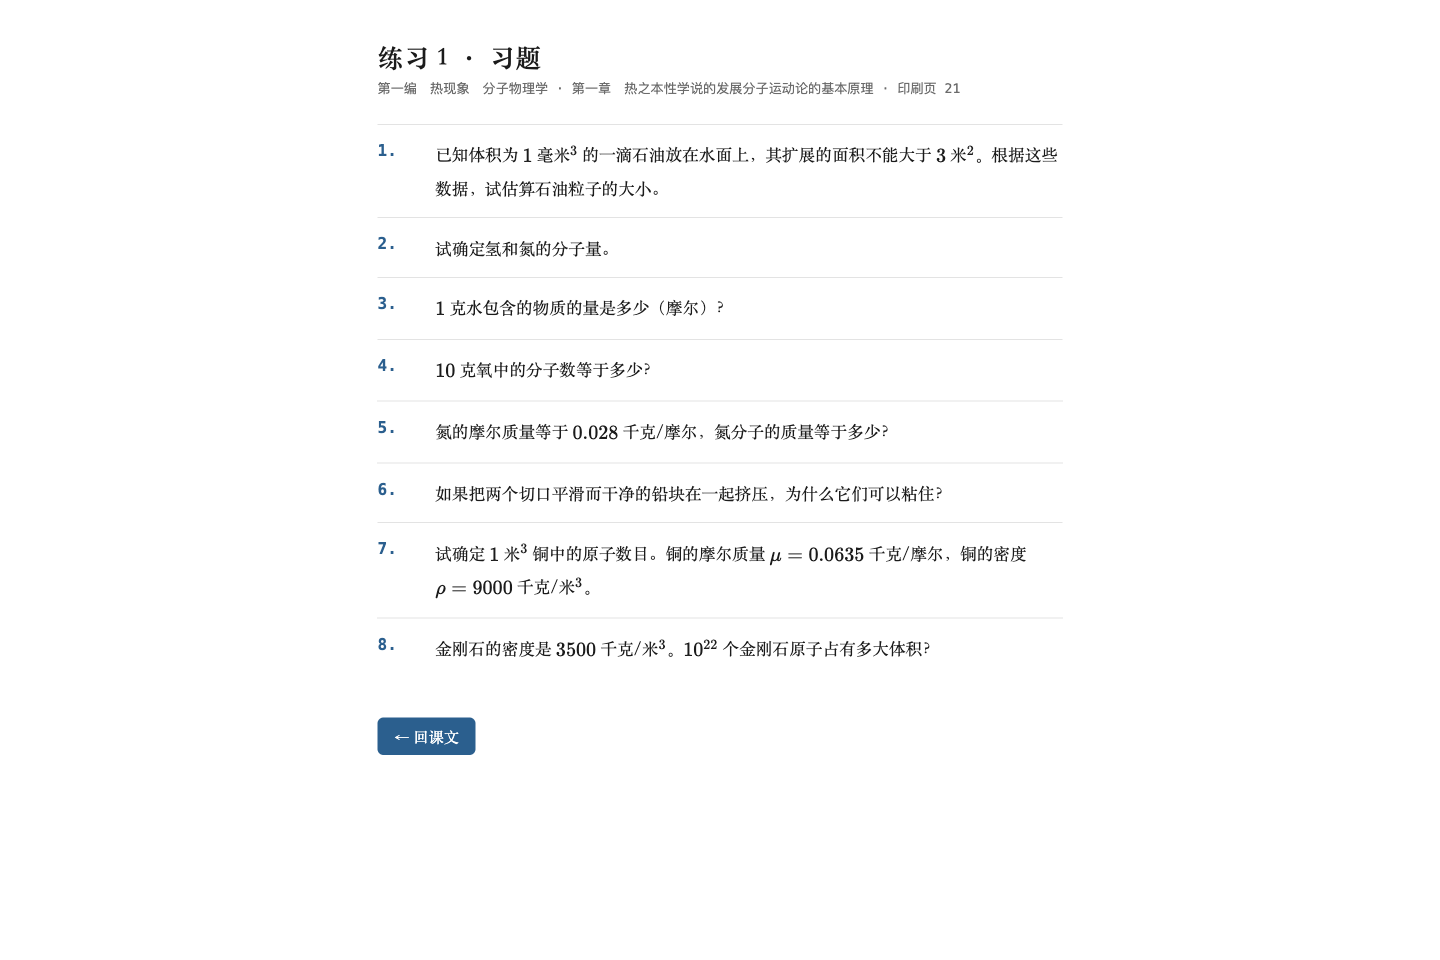 练习 1 · 习题
第一编 热现象 分子物理学 · 第一章 热之本性学说的发展分子运动论的基本原理 · 印刷页 21
1. 已知体积为 1 毫米³ 的一滴石油放在水面上，其扩展的面积不能大于 3 米²。根据这些
数据，试估算石油粒子的大小。
2. 试确定氢和氮的分子量。
3. 1 克水包含的物质的量是多少（摩尔）？
4. 10 克氧中的分子数等于多少？
5. 氮的摩尔质量等于 0.028 千克/摩尔，氮分子的质量等于多少？
6. 如果把两个切口平滑而干净的铅块在一起挤压，为什么它们可以粘住？
7. 试确定 1 米³ 铜中的原子数目。铜的摩尔质量 μ = 0.0635 千克/摩尔，铜的密度
ρ = 9000 千克/米³。
8. 金刚石的密度是 3500 千克/米³。10²² 个金刚石原子占有多大体积？
← 回课文